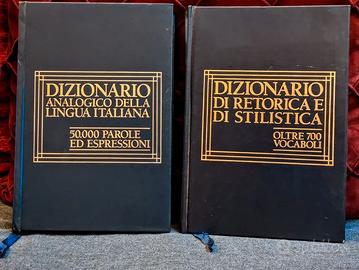 DIZIONARIO
ANALOGICO DELLA
LINGUA ITALIANA
50.000 PAROLE
ED ESPRESSIONI
DIZIONARIO
DI RETORICA E
DI STILISTICA
OLTRE 700
VOCABOLI